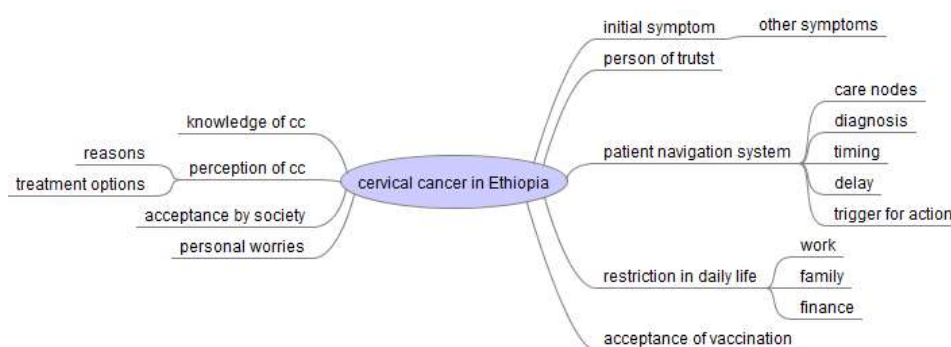 initial symptom
other symptoms
person of trutst
patient navigation system
care nodes
diagnosis
timing
delay
trigger for action
restriction in daily life
work
family
finance
acceptance of vaccination
cervical cancer in Ethiopia
knowledge of cc
perception of cc
reasons
treatment options
acceptance by society
personal worries